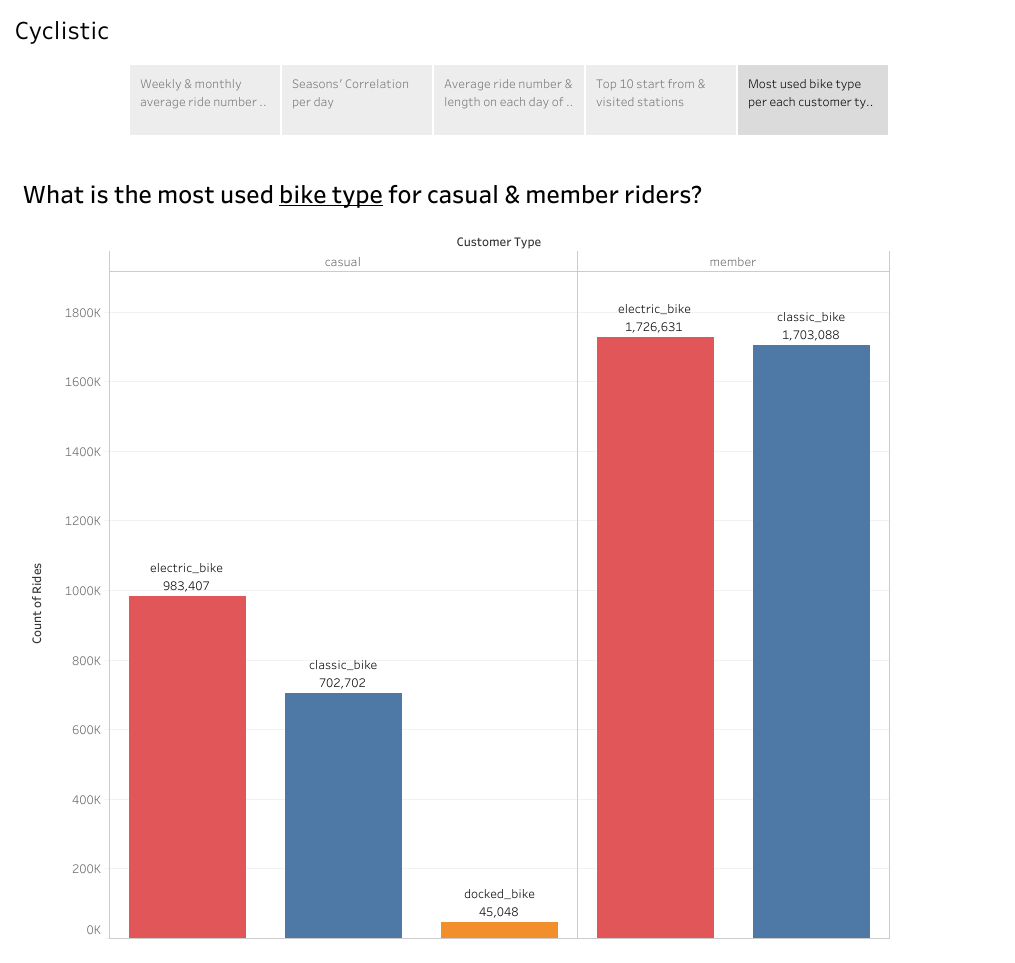 Cyclistic
Weekly & monthly
average ride number ..
Seasons’ Correlation
per day
Average ride number &
length on each day of ..
Top 10 start from &
visited stations
Most used bike type
per each customer ty..
What is the most used bike type for casual & member riders?
Customer Type
casual
member
Count of Rides
1800K
1600K
1400K
1200K
1000K
800K
600K
400K
200K
0K
electric_bike
983,407
classic_bike
702,702
docked_bike
45,048
electric_bike
1,726,631
classic_bike
1,703,088